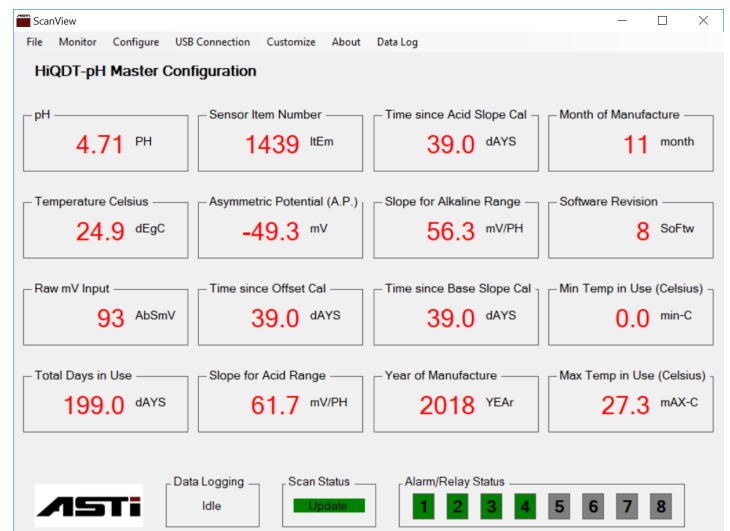 ScanView
File Monitor Configure USB Connection Customize About Data Log
HiQDT-pH Master Configuration
pH
4.71 PH
Sensor Item Number
1439 ItEm
Time since Acid Slope Cal
39.0 dAYS
Month of Manufacture
11 month
Temperature Celsius
24.9 dEgC
Asymmetric Potential (A.P.)
-49.3 mV
Slope for Alkaline Range
56.3 mV/PH
Software Revision
8 SoFtw
Raw mV Input
93 AbSmV
Time since Offset Cal
39.0 dAYS
Time since Base Slope Cal
39.0 dAYS
Min Temp in Use (Celsius)
0.0 min-C
Total Days in Use
199.0 dAYS
Slope for Acid Range
61.7 mV/PH
Year of Manufacture
2018 YEAr
Max Temp in Use (Celsius)
27.3 mAX-C
ASTi
Data Logging
Idle
Scan Status
Update
Alarm/Relay Status
1 2 3 4 5 6 7 8